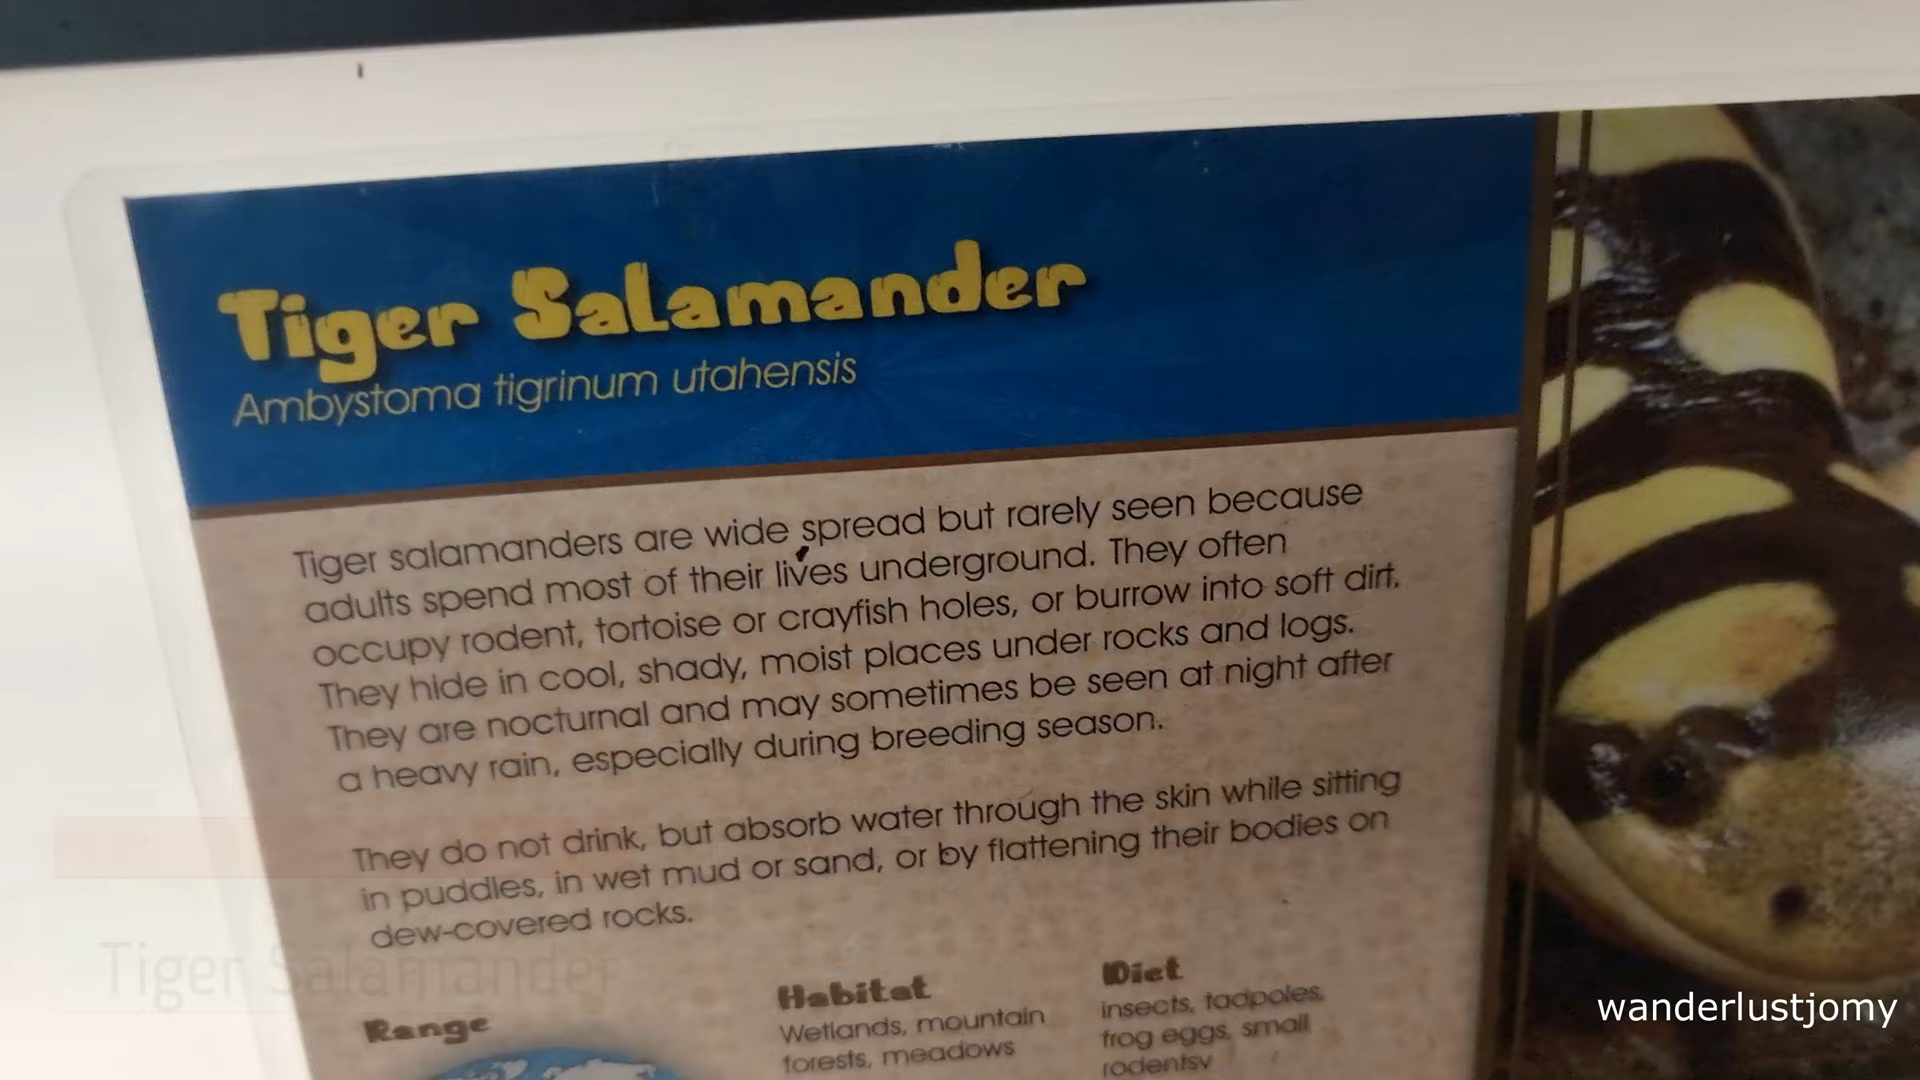 Tiger Salamander
Ambystoma tigrinum utahensis
Tiger salamanders are wide spread but rarely seen because
adults spend most of their lives underground. They often
occupy rodent, tortoise or crayfish holes, or burrow into soft dirt.
They hide in cool, shady, moist places under rocks and logs.
They are nocturnal and may sometimes be seen at night after
a heavy rain, especially during breeding season.
They do not drink, but absorb water through the skin while sitting
in puddles, in wet mud or sand, or by flattening their bodies on
dew-covered rocks.
Tiger Salamander
Range
Habitat
Wetlands, mountain
forests, meadows
Diet
insects, tadpoles,
frog eggs, small
rodentsv
wanderlustjomy